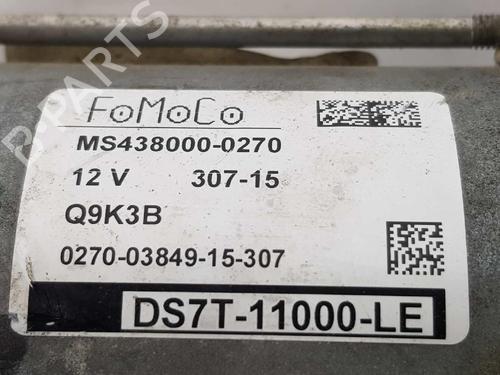 FoMoCo
MS438000-0270
12 V 307-15
Q9K3B
0270-03849-15-307
DS7T-11000-LE
B-PARTS